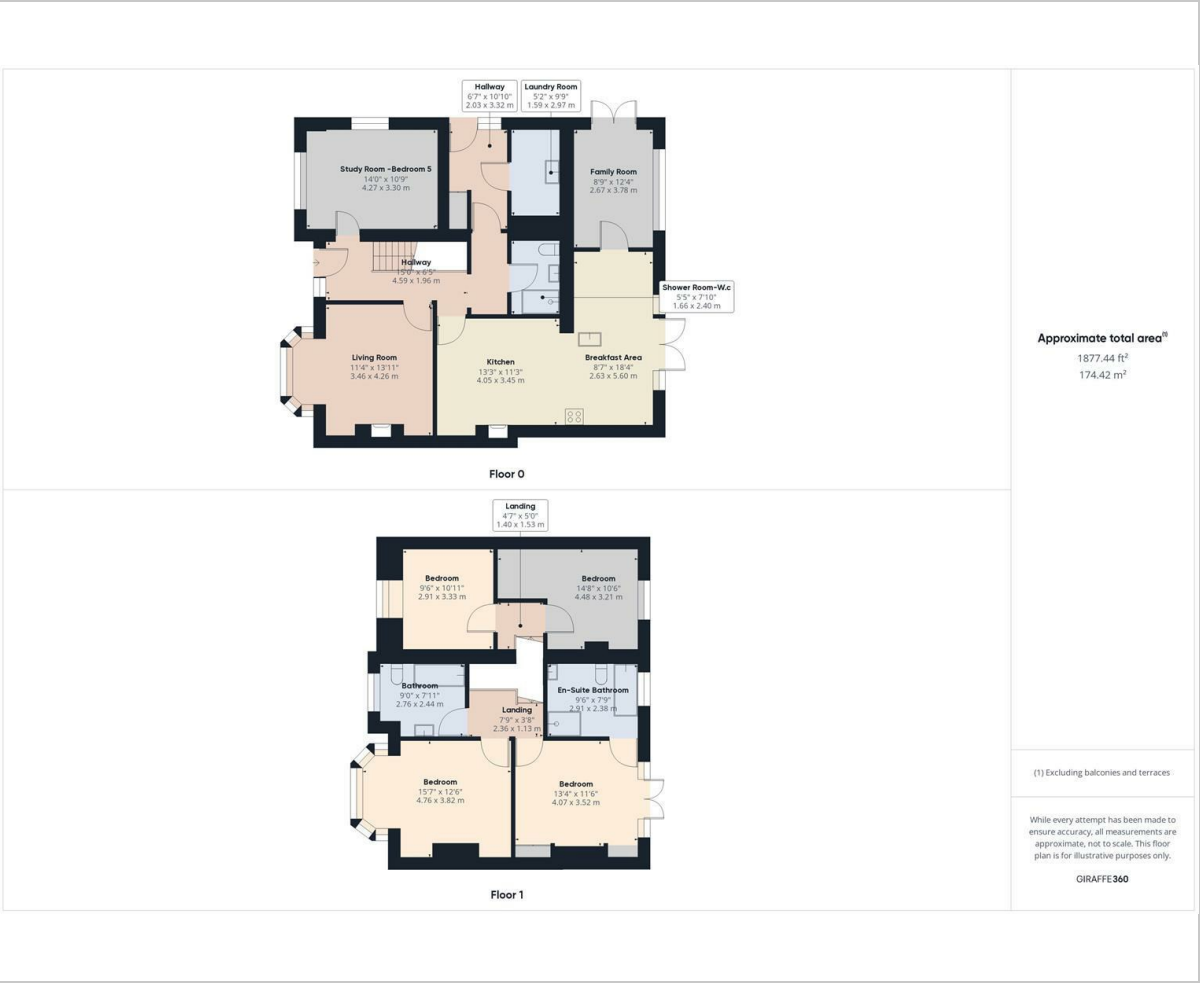 Hallway
6'7" x 10'10"
2.03 x 3.32 m
Laundry Room
5'2" x 9'9"
1.59 x 2.97 m
Study Room -Bedroom 5
14'0" x 10'9"
4.27 x 3.30 m
Family Room
8'9" x 12'4"
2.67 x 3.78 m
Hallway
15'0" x 6'5"
4.59 x 1.96 m
Shower Room-W.c
5'5" x 7'10"
1.66 x 2.40 m
Living Room
11'4" x 13'11"
3.46 x 4.26 m
Kitchen
13'3" x 11'3"
4.05 x 3.45 m
Breakfast Area
8'7" x 18'4"
2.63 x 5.60 m
Floor 0
Landing
4'7" x 5'0"
1.40 x 1.53 m
Bedroom
9'6" x 10'11"
2.91 x 3.33 m
Bedroom
14'8" x 10'6"
4.48 x 3.21 m
Bathroom
9'0" x 7'11"
2.76 x 2.44 m
En-Suite Bathroom
9'6" x 7'9"
2.91 x 2.38 m
Landing
7'9" x 3'8"
2.36 x 1.13 m
Bedroom
15'7" x 12'6"
4.76 x 3.82 m
Bedroom
13'4" x 11'6"
4.07 x 3.52 m
Floor 1
Approximate total area⁽¹⁾
1877.44 ft²
174.42 m²
(1) Excluding balconies and terraces
While every attempt has been made to
ensure accuracy, all measurements are
approximate, not to scale. This floor
plan is for illustrative purposes only.
GIRAFFE360